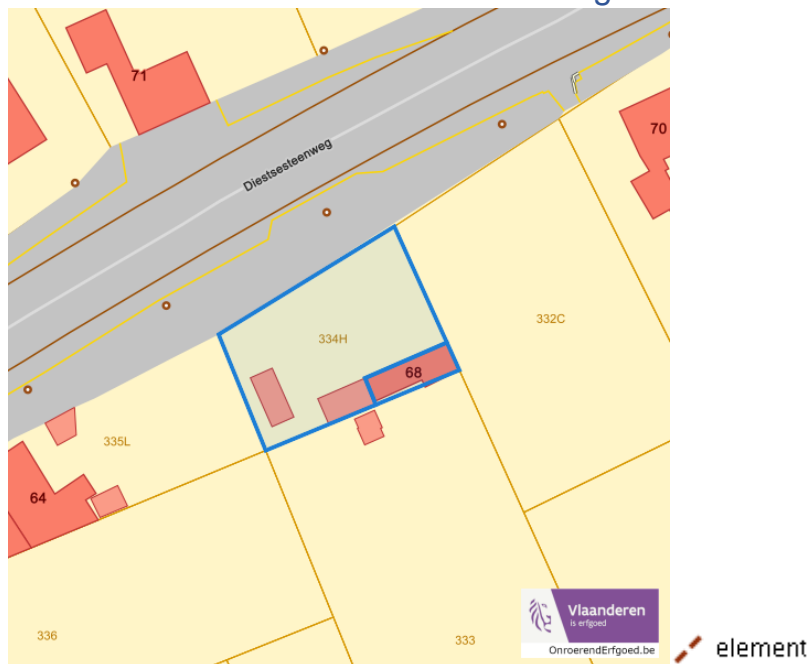 71
70
Diestsesteenweg
332C
334H
68
335L
64
Vlaanderen
is erfgoed
OnroerendErfgoed.be
336
333
element